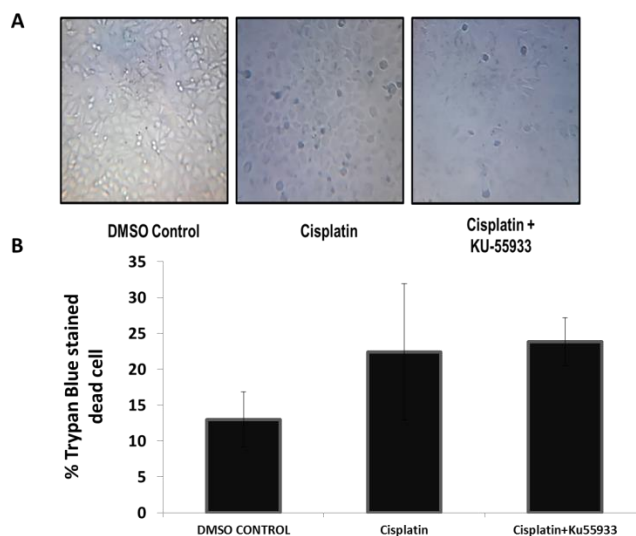 A
DMSO Control
Cisplatin
Cisplatin +
KU-55933
B
% Trypan Blue stained
dead cell
35
30
25
20
15
10
5
0
DMSO CONTROL
Cisplatin
Cisplatin+Ku55933